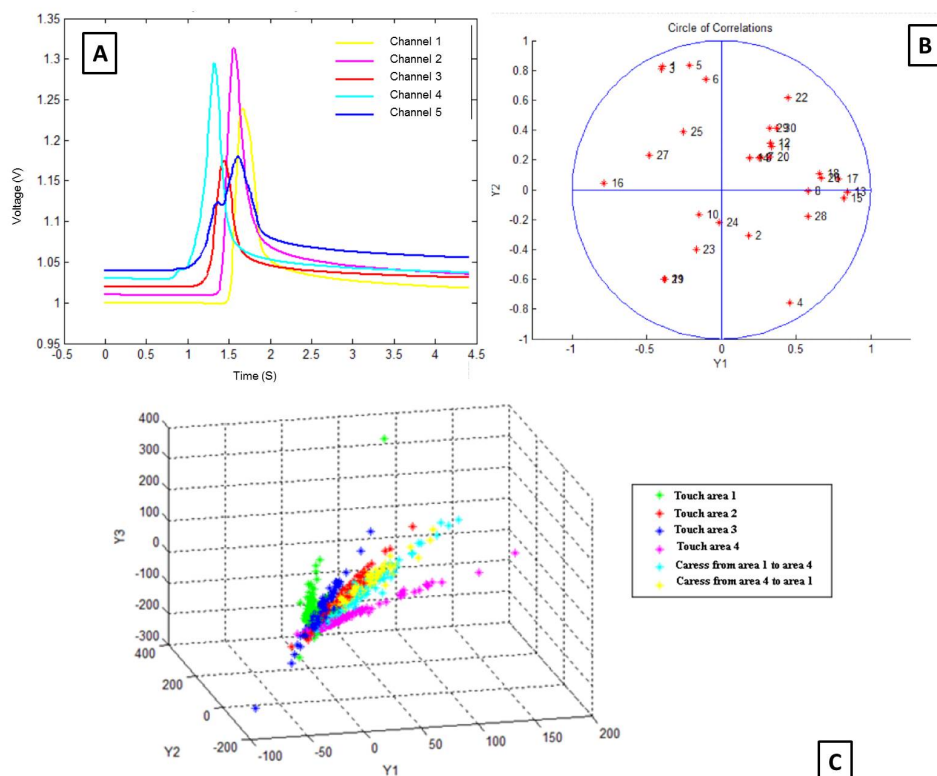 A
1.35
1.3
1.25
1.2
1.15
1.1
1.05
1
0.95
-0.5 0 0.5 1 1.5 2 2.5 3 3.5 4 4.5
Voltage (V)
Time (S)
Channel 1
Channel 2
Channel 3
Channel 4
Channel 5
B
Circle of Correlations
1
0.8
0.6
0.4
0.2
0
-0.2
-0.4
-0.6
-0.8
-1
-1 -0.5 0 0.5 1
Y2
Y1
3
5
6
22
25
29 30
12
27
20
16
18
17
8
13
15
10
24
28
2
23
4
400
300
200
100
0
-100
-200
-300
Y3
400
200
0
-200
Y2
-100 -50 0 50 100 150 200
Y1
Touch area 1
Touch area 2
Touch area 3
Touch area 4
Caress from area 1 to area 4
Caress from area 4 to area 1
C